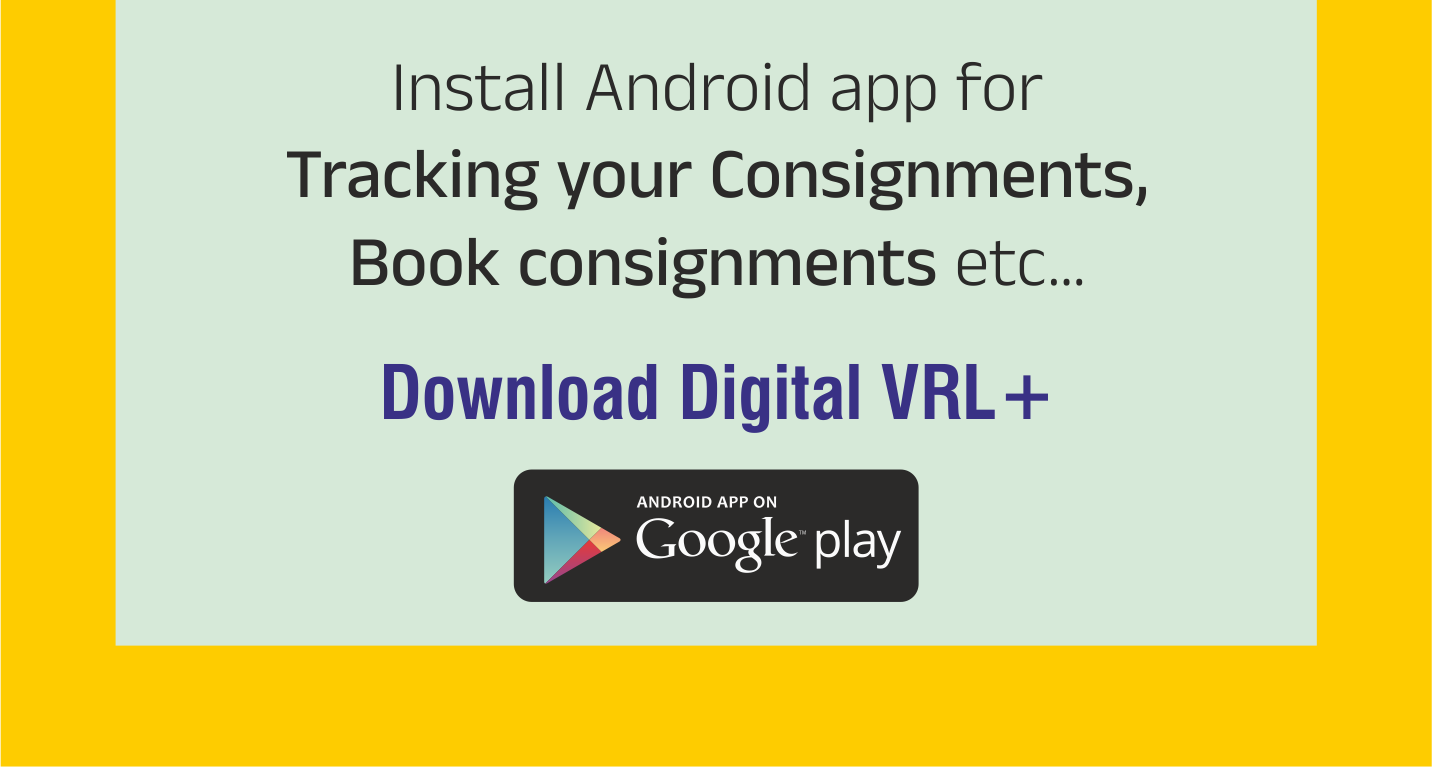 Install Android app for
Tracking your Consignments,
Book consignments etc...
Download Digital VRL+
ANDROID APP ON
Google™ play